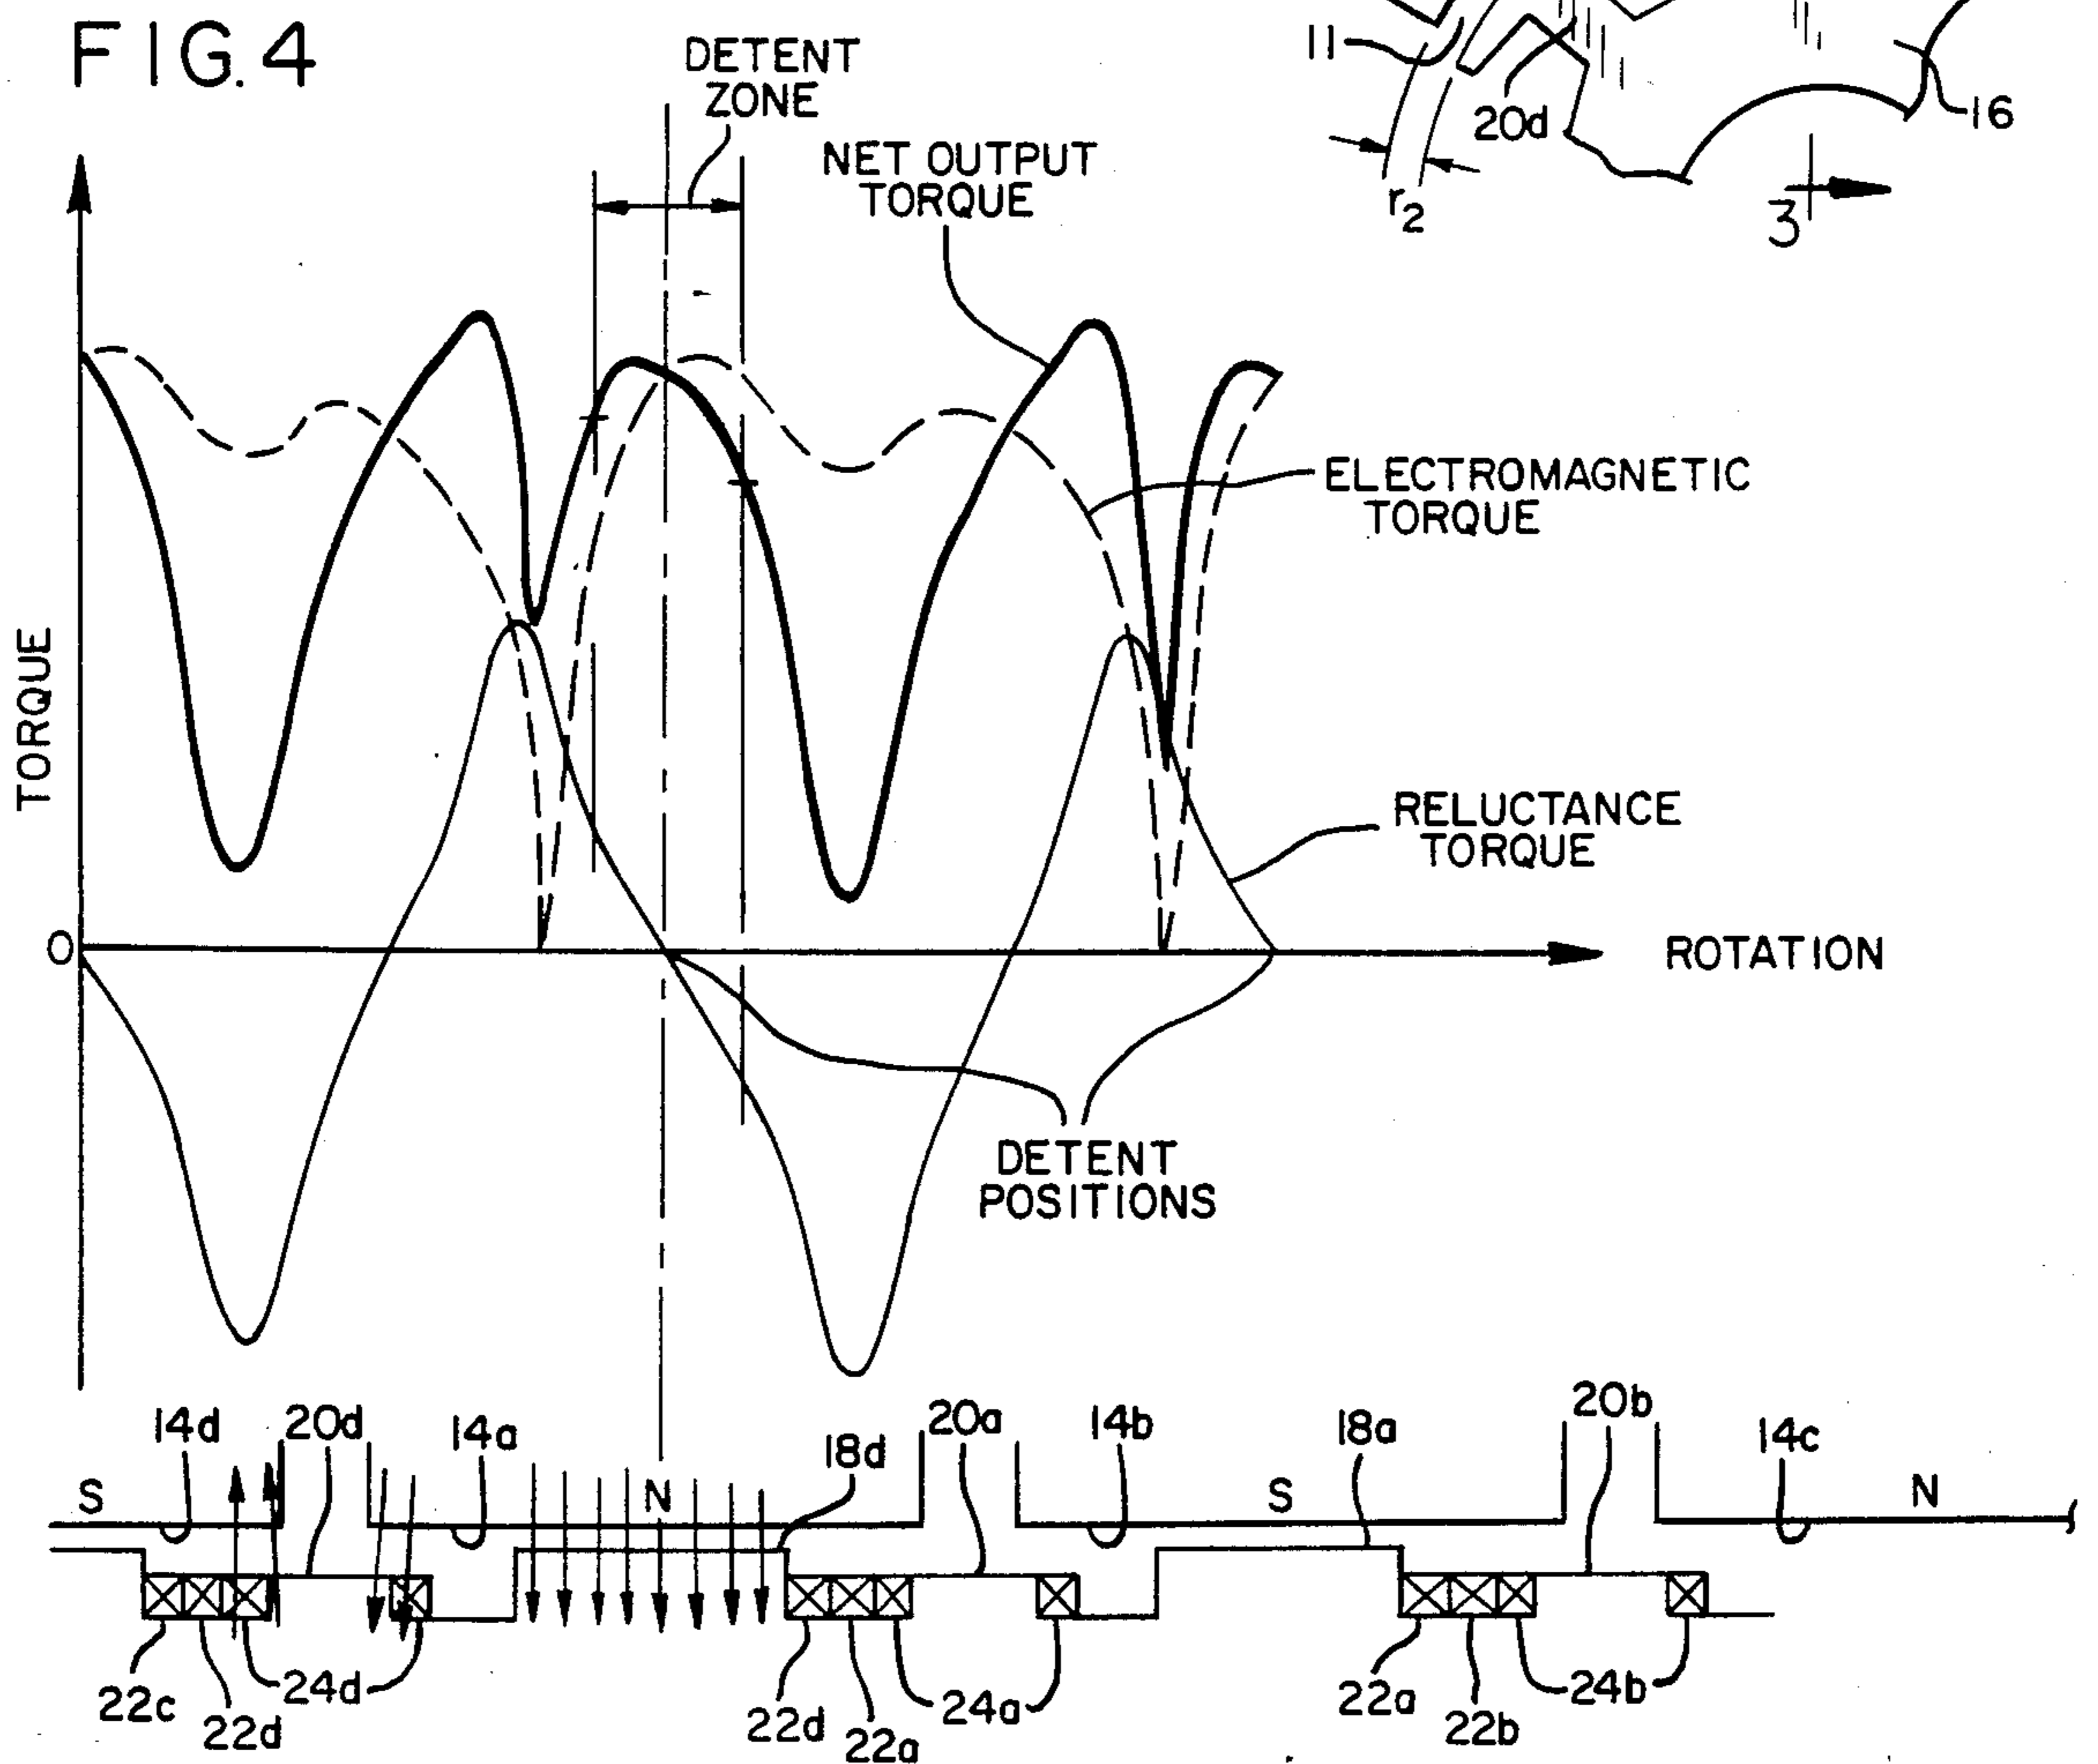 FIG. 4
11
20d
16
r2
3
DETENT
ZONE
NET OUTPUT
TORQUE
ELECTROMAGNETIC
TORQUE
TORQUE
RELUCTANCE
TORQUE
0
ROTATION
DETENT
POSITIONS
14d
20d
14a
18d
20a
14b
18a
20b
14c
S
N
S
N
22c
22d
24d
22d
22a
24a
22a
22b
24b